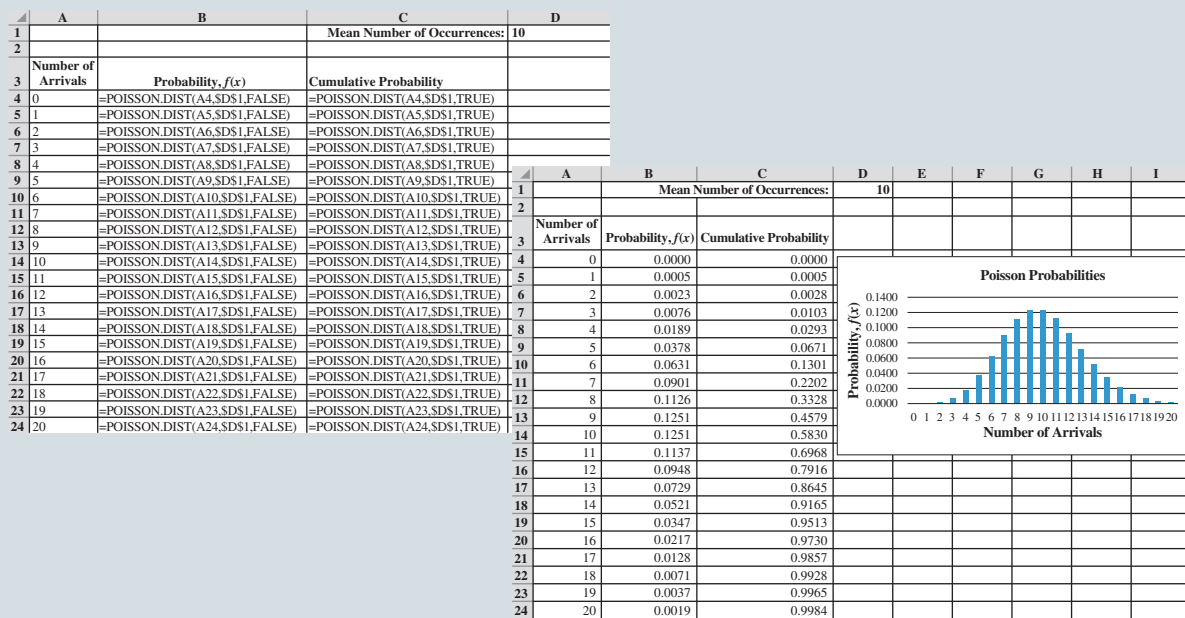 A B C D
1 Mean Number of Occurrences: 10
2
Number of
3 Arrivals Probability, f(x) Cumulative Probability
4 0 =POISSON.DIST(A4,$D$1,FALSE) =POISSON.DIST(A4,$D$1,TRUE)
5 1 =POISSON.DIST(A5,$D$1,FALSE) =POISSON.DIST(A5,$D$1,TRUE)
6 2 =POISSON.DIST(A6,$D$1,FALSE) =POISSON.DIST(A6,$D$1,TRUE)
7 3 =POISSON.DIST(A7,$D$1,FALSE) =POISSON.DIST(A7,$D$1,TRUE)
8 4 =POISSON.DIST(A8,$D$1,FALSE) =POISSON.DIST(A8,$D$1,TRUE)
9 5 =POISSON.DIST(A9,$D$1,FALSE) =POISSON.DIST(A9,$D$1,TRUE)
10 6 =POISSON.DIST(A10,$D$1,FALSE) =POISSON.DIST(A10,$D$1,TRUE)
11 7 =POISSON.DIST(A11,$D$1,FALSE) =POISSON.DIST(A11,$D$1,TRUE)
12 8 =POISSON.DIST(A12,$D$1,FALSE) =POISSON.DIST(A12,$D$1,TRUE)
13 9 =POISSON.DIST(A13,$D$1,FALSE) =POISSON.DIST(A13,$D$1,TRUE)
14 10 =POISSON.DIST(A14,$D$1,FALSE) =POISSON.DIST(A14,$D$1,TRUE)
15 11 =POISSON.DIST(A15,$D$1,FALSE) =POISSON.DIST(A15,$D$1,TRUE)
16 12 =POISSON.DIST(A16,$D$1,FALSE) =POISSON.DIST(A16,$D$1,TRUE)
17 13 =POISSON.DIST(A17,$D$1,FALSE) =POISSON.DIST(A17,$D$1,TRUE)
18 14 =POISSON.DIST(A18,$D$1,FALSE) =POISSON.DIST(A18,$D$1,TRUE)
19 15 =POISSON.DIST(A19,$D$1,FALSE) =POISSON.DIST(A19,$D$1,TRUE)
20 16 =POISSON.DIST(A20,$D$1,FALSE) =POISSON.DIST(A20,$D$1,TRUE)
21 17 =POISSON.DIST(A21,$D$1,FALSE) =POISSON.DIST(A21,$D$1,TRUE)
22 18 =POISSON.DIST(A22,$D$1,FALSE) =POISSON.DIST(A22,$D$1,TRUE)
23 19 =POISSON.DIST(A23,$D$1,FALSE) =POISSON.DIST(A23,$D$1,TRUE)
24 20 =POISSON.DIST(A24,$D$1,FALSE) =POISSON.DIST(A24,$D$1,TRUE)
A B C D E F G H I
1 Mean Number of Occurrences: 10
2
Number of
3 Arrivals Probability, f(x) Cumulative Probability
4 0 0.0000 0.0000
5 1 0.0005 0.0005
6 2 0.0023 0.0028
7 3 0.0076 0.0103
8 4 0.0189 0.0293
9 5 0.0378 0.0671
10 6 0.0631 0.1301
11 7 0.0901 0.2202
12 8 0.1126 0.3328
13 9 0.1251 0.4579
14 10 0.1251 0.5830
15 11 0.1137 0.6968
16 12 0.0948 0.7916
17 13 0.0729 0.8645
18 14 0.0521 0.9165
19 15 0.0347 0.9513
20 16 0.0217 0.9730
21 17 0.0128 0.9857
22 18 0.0071 0.9928
23 19 0.0037 0.9965
24 20 0.0019 0.9984
Poisson Probabilities
Probability, f(x)
0.1400
0.1200
0.1000
0.0800
0.0600
0.0400
0.0200
0.0000
0 1 2 3 4 5 6 7 8 9 10 11 12 13 14 15 16 17 18 19 20
Number of Arrivals